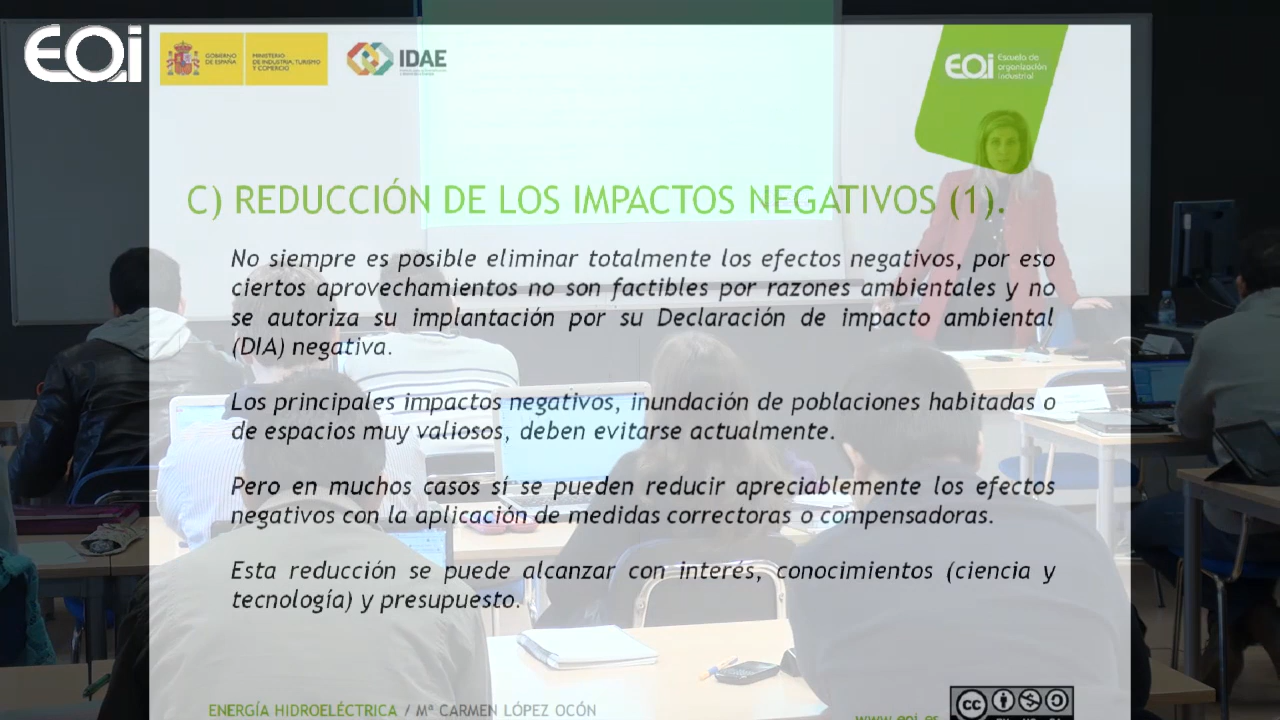 EOi
GOBIERNO DE ESPAÑA
MINISTERIO DE INDUSTRIA, TURISMO Y COMERCIO
IDAE
EOi Escuela de organización industrial
C) REDUCCIÓN DE LOS IMPACTOS NEGATIVOS (1).
No siempre es posible eliminar totalmente los efectos negativos, por eso
ciertos aprovechamientos no son factibles por razones ambientales y no
se autoriza su implantación por su Declaración de impacto ambiental
(DIA) negativa.
Los principales impactos negativos, inundación de poblaciones habitadas o
de espacios muy valiosos, deben evitarse actualmente.
Pero en muchos casos sí se pueden reducir apreciablemente los efectos
negativos con la aplicación de medidas correctoras o compensadoras.
Esta reducción se puede alcanzar con interés, conocimientos (ciencia y
tecnología) y presupuesto.
ENERGÍA HIDROELÉCTRICA / Mª CARMEN LÓPEZ OCÓN
www.eoi.es
cc